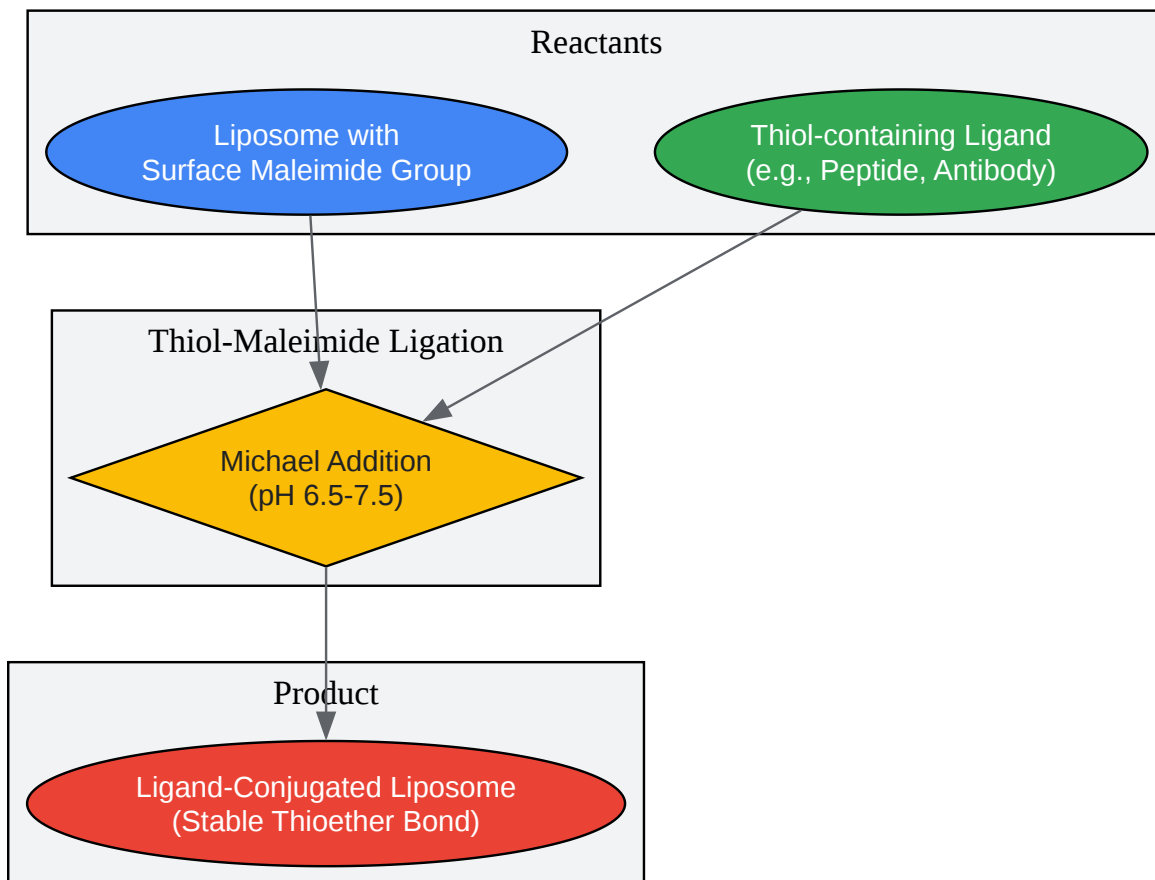 Reactants
Liposome with
Surface Maleimide Group
Thiol-containing Ligand
(e.g., Peptide, Antibody)
Thiol-Maleimide Ligation
Michael Addition
(pH 6.5-7.5)
Product
Ligand-Conjugated Liposome
(Stable Thioether Bond)